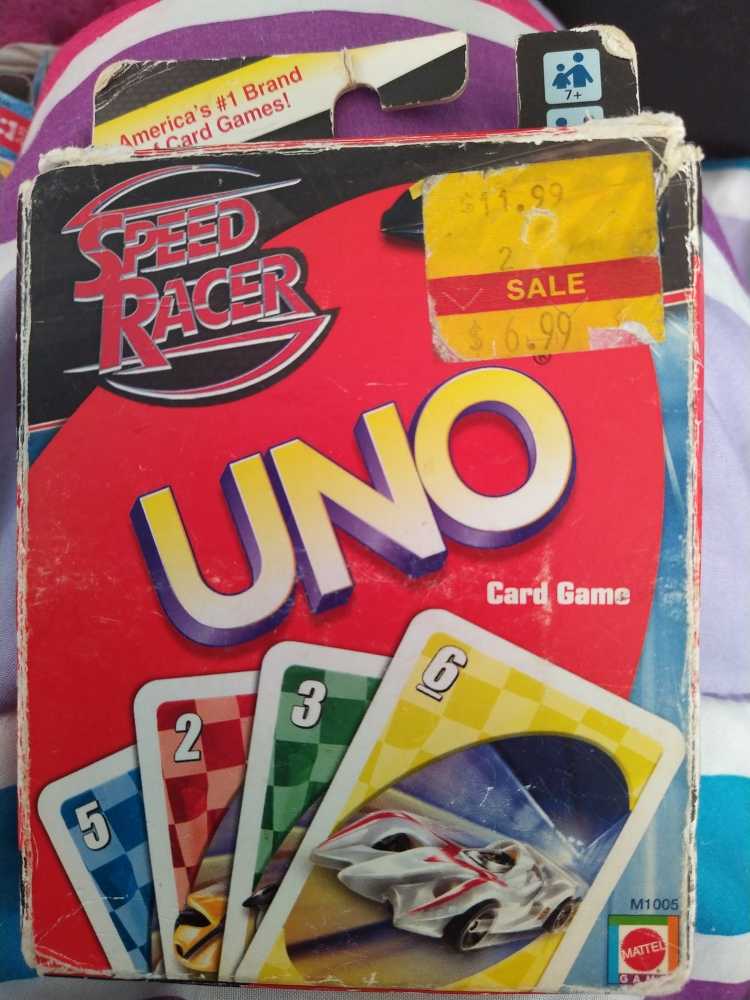 America's #1 Brand
Card Games!
7+
SPEED
RACER
$11.99
2
SALE
$ 6.99
®
UNO
Card Game
6
3
2
5
M1005
MATTEL